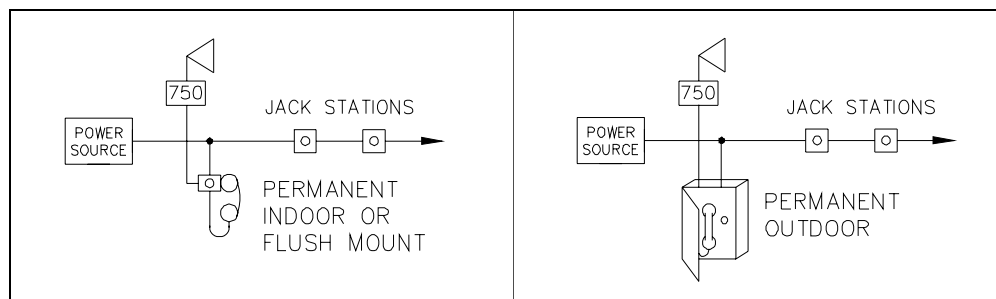 750
JACK STATIONS
POWER
SOURCE
PERMANENT
INDOOR OR
FLUSH MOUNT
750
JACK STATIONS
POWER
SOURCE
PERMANENT
OUTDOOR